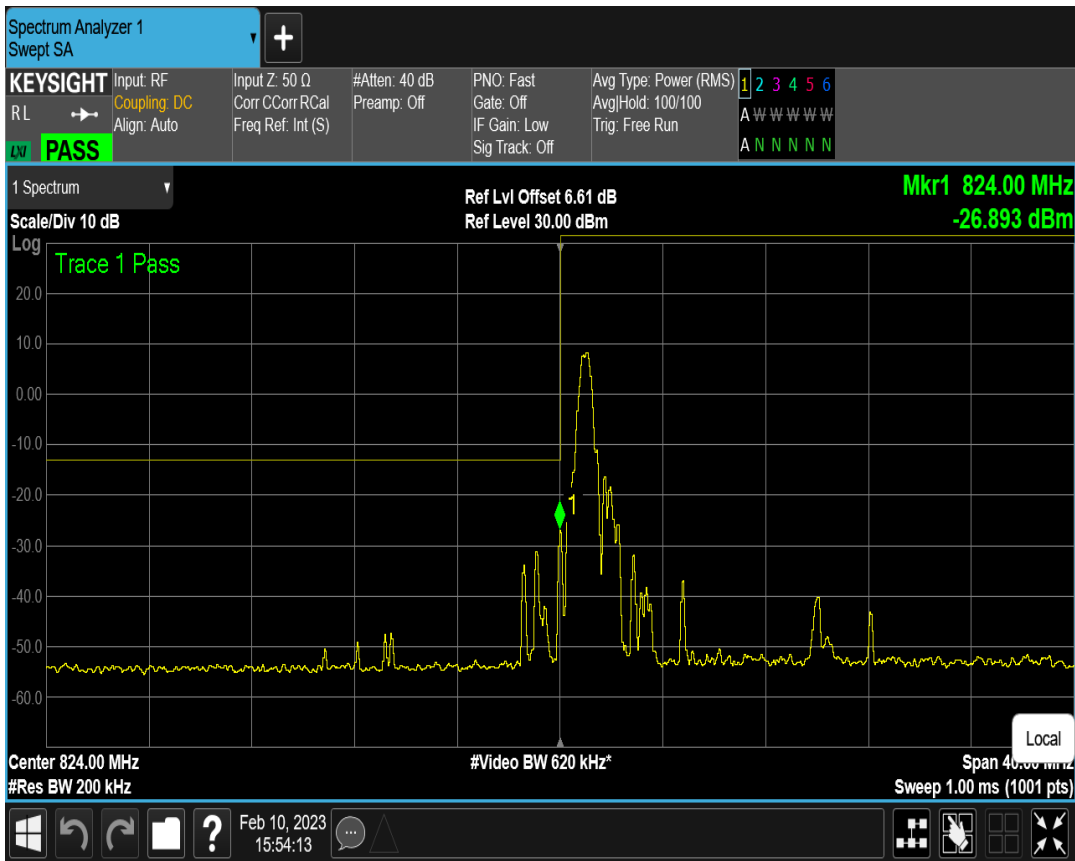 Spectrum Analyzer 1
Swept SA
+
KEYSIGHT
R L
LXI PASS
Input: RF
Coupling: DC
Align: Auto
Input Z: 50 Ω
Corr CCorr RCal
Freq Ref: Int (S)
#Atten: 40 dB
Preamp: Off
PNO: Fast
Gate: Off
IF Gain: Low
Sig Track: Off
Avg Type: Power (RMS)
Avg|Hold: 100/100
Trig: Free Run
1 2 3 4 5 6
A W W W W W
A N N N N N
1 Spectrum
Scale/Div 10 dB
Ref Lvl Offset 6.61 dB
Ref Level 30.00 dBm
Mkr1 824.00 MHz
-26.893 dBm
Log
Trace 1 Pass
20.0
10.0
0.00
-10.0
-20.0
-30.0
-40.0
-50.0
-60.0
1
Local
Center 824.00 MHz
#Video BW 620 kHz*
Span 40.00 MHz
#Res BW 200 kHz
Sweep 1.00 ms (1001 pts)
?
Feb 10, 2023
15:54:13